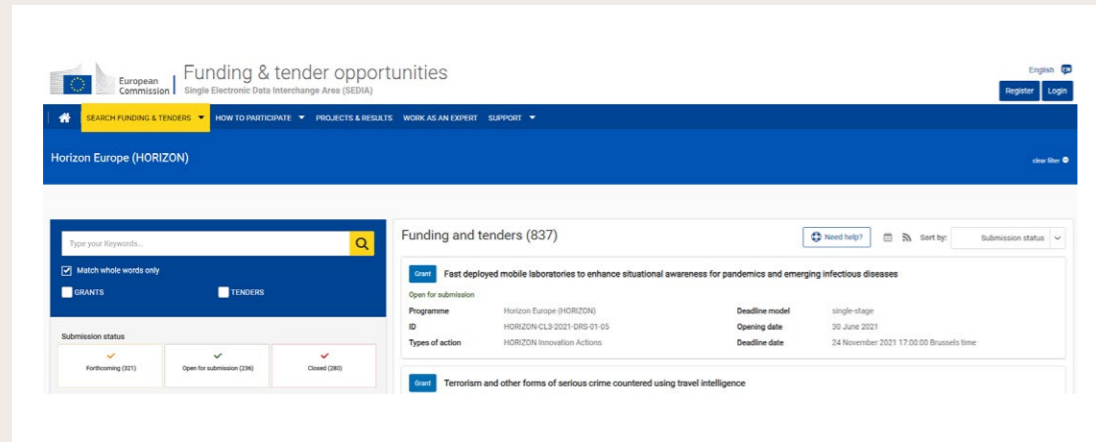 European
Commission
Funding & tender opportunities
Single Electronic Data Interchange Area (SEDIA)
English
Register Login
SEARCH FUNDING & TENDERS HOW TO PARTICIPATE PROJECTS & RESULTS WORK AS AN EXPERT SUPPORT
Horizon Europe (HORIZON)
clear filter
Type your Keywords...
Match whole words only
GRANTS TENDERS
Submission status
Forthcoming (321) Open for submission (236) Closed (280)
Funding and tenders (837)
Need help? Sort by: Submission status
Grant Fast deployed mobile laboratories to enhance situational awareness for pandemics and emerging infectious diseases
Open for submission
Programme Horizon Europe (HORIZON) Deadline model single-stage
ID HORIZON-CL3-2021-DRS-01-05 Opening date 30 June 2021
Types of action HORIZON Innovation Actions Deadline date 24 November 2021 17:00:00 Brussels time
Grant Terrorism and other forms of serious crime countered using travel intelligence